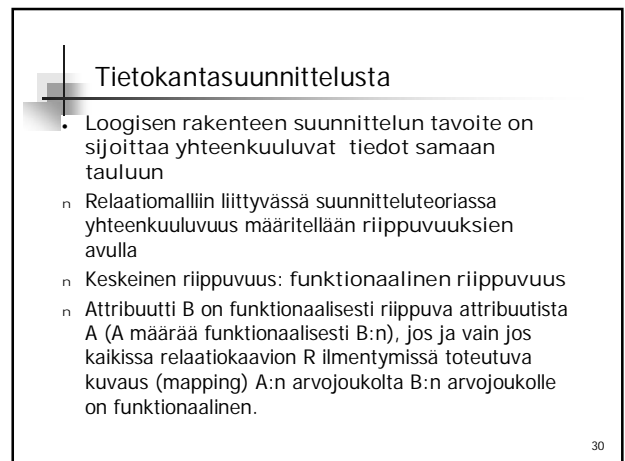 Tietokantasuunnittelusta
• Loogisen rakenteen suunnittelun tavoite on
sijoittaa yhteenkuuluvat tiedot samaan
tauluun
n Relaatiomalliin liittyvässä suunnitteluteoriassa
yhteenkuuluvuus määritellään riippuvuuksien
avulla
n Keskeinen riippuvuus: funktionaalinen riippuvuus
n Attribuutti B on funktionaalisesti riippuva attribuutista
A (A määrää funktionaalisesti B:n), jos ja vain jos
kaikissa relaatiokaavion R ilmentymissä toteutuva
kuvaus (mapping) A:n arvojoukolta B:n arvojoukolle
on funktionaalinen.
30